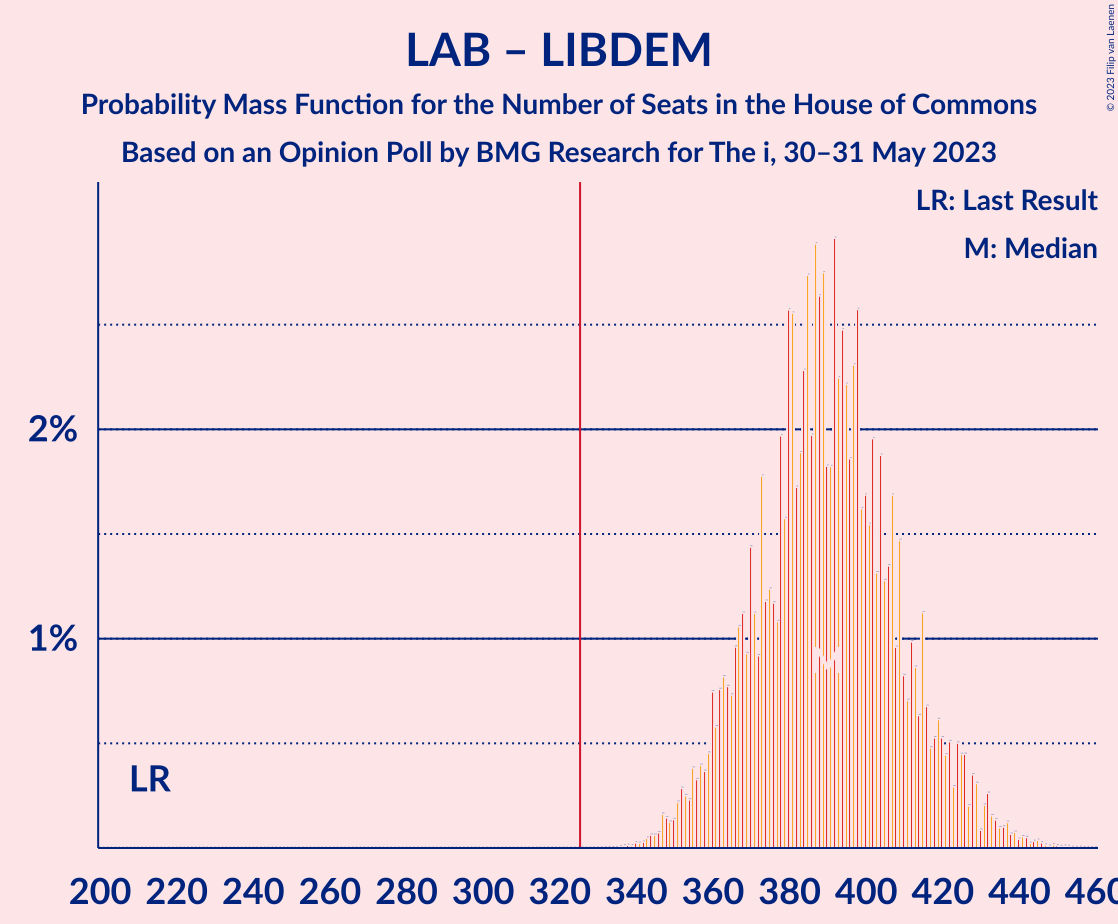 LAB – LIBDEM
Probability Mass Function for the Number of Seats in the House of Commons
Based on an Opinion Poll by BMG Research for The i, 30–31 May 2023
© 2023 Filip van Laenen
LR: Last Result
M: Median
2%
1%
LR
M
200 220 240 260 280 300 320 340 360 380 400 420 440 460